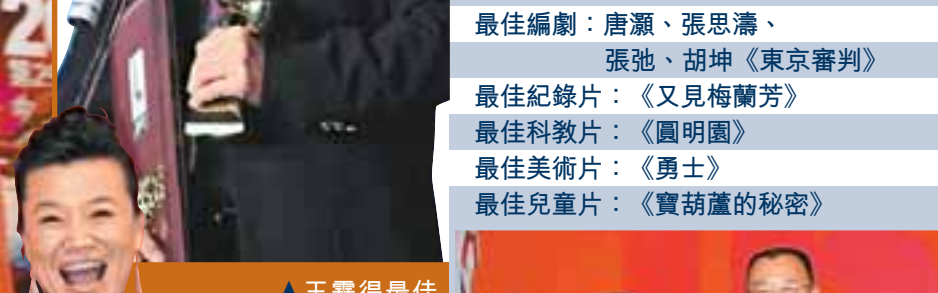 最佳編劇：唐灝、張思濤、
張弛、胡坤《東京審判》
最佳紀錄片：《又見梅蘭芳》
最佳科教片：《圓明園》
最佳美術片：《勇士》
最佳兒童片：《寶葫蘆的秘密》
▲王霙得最佳